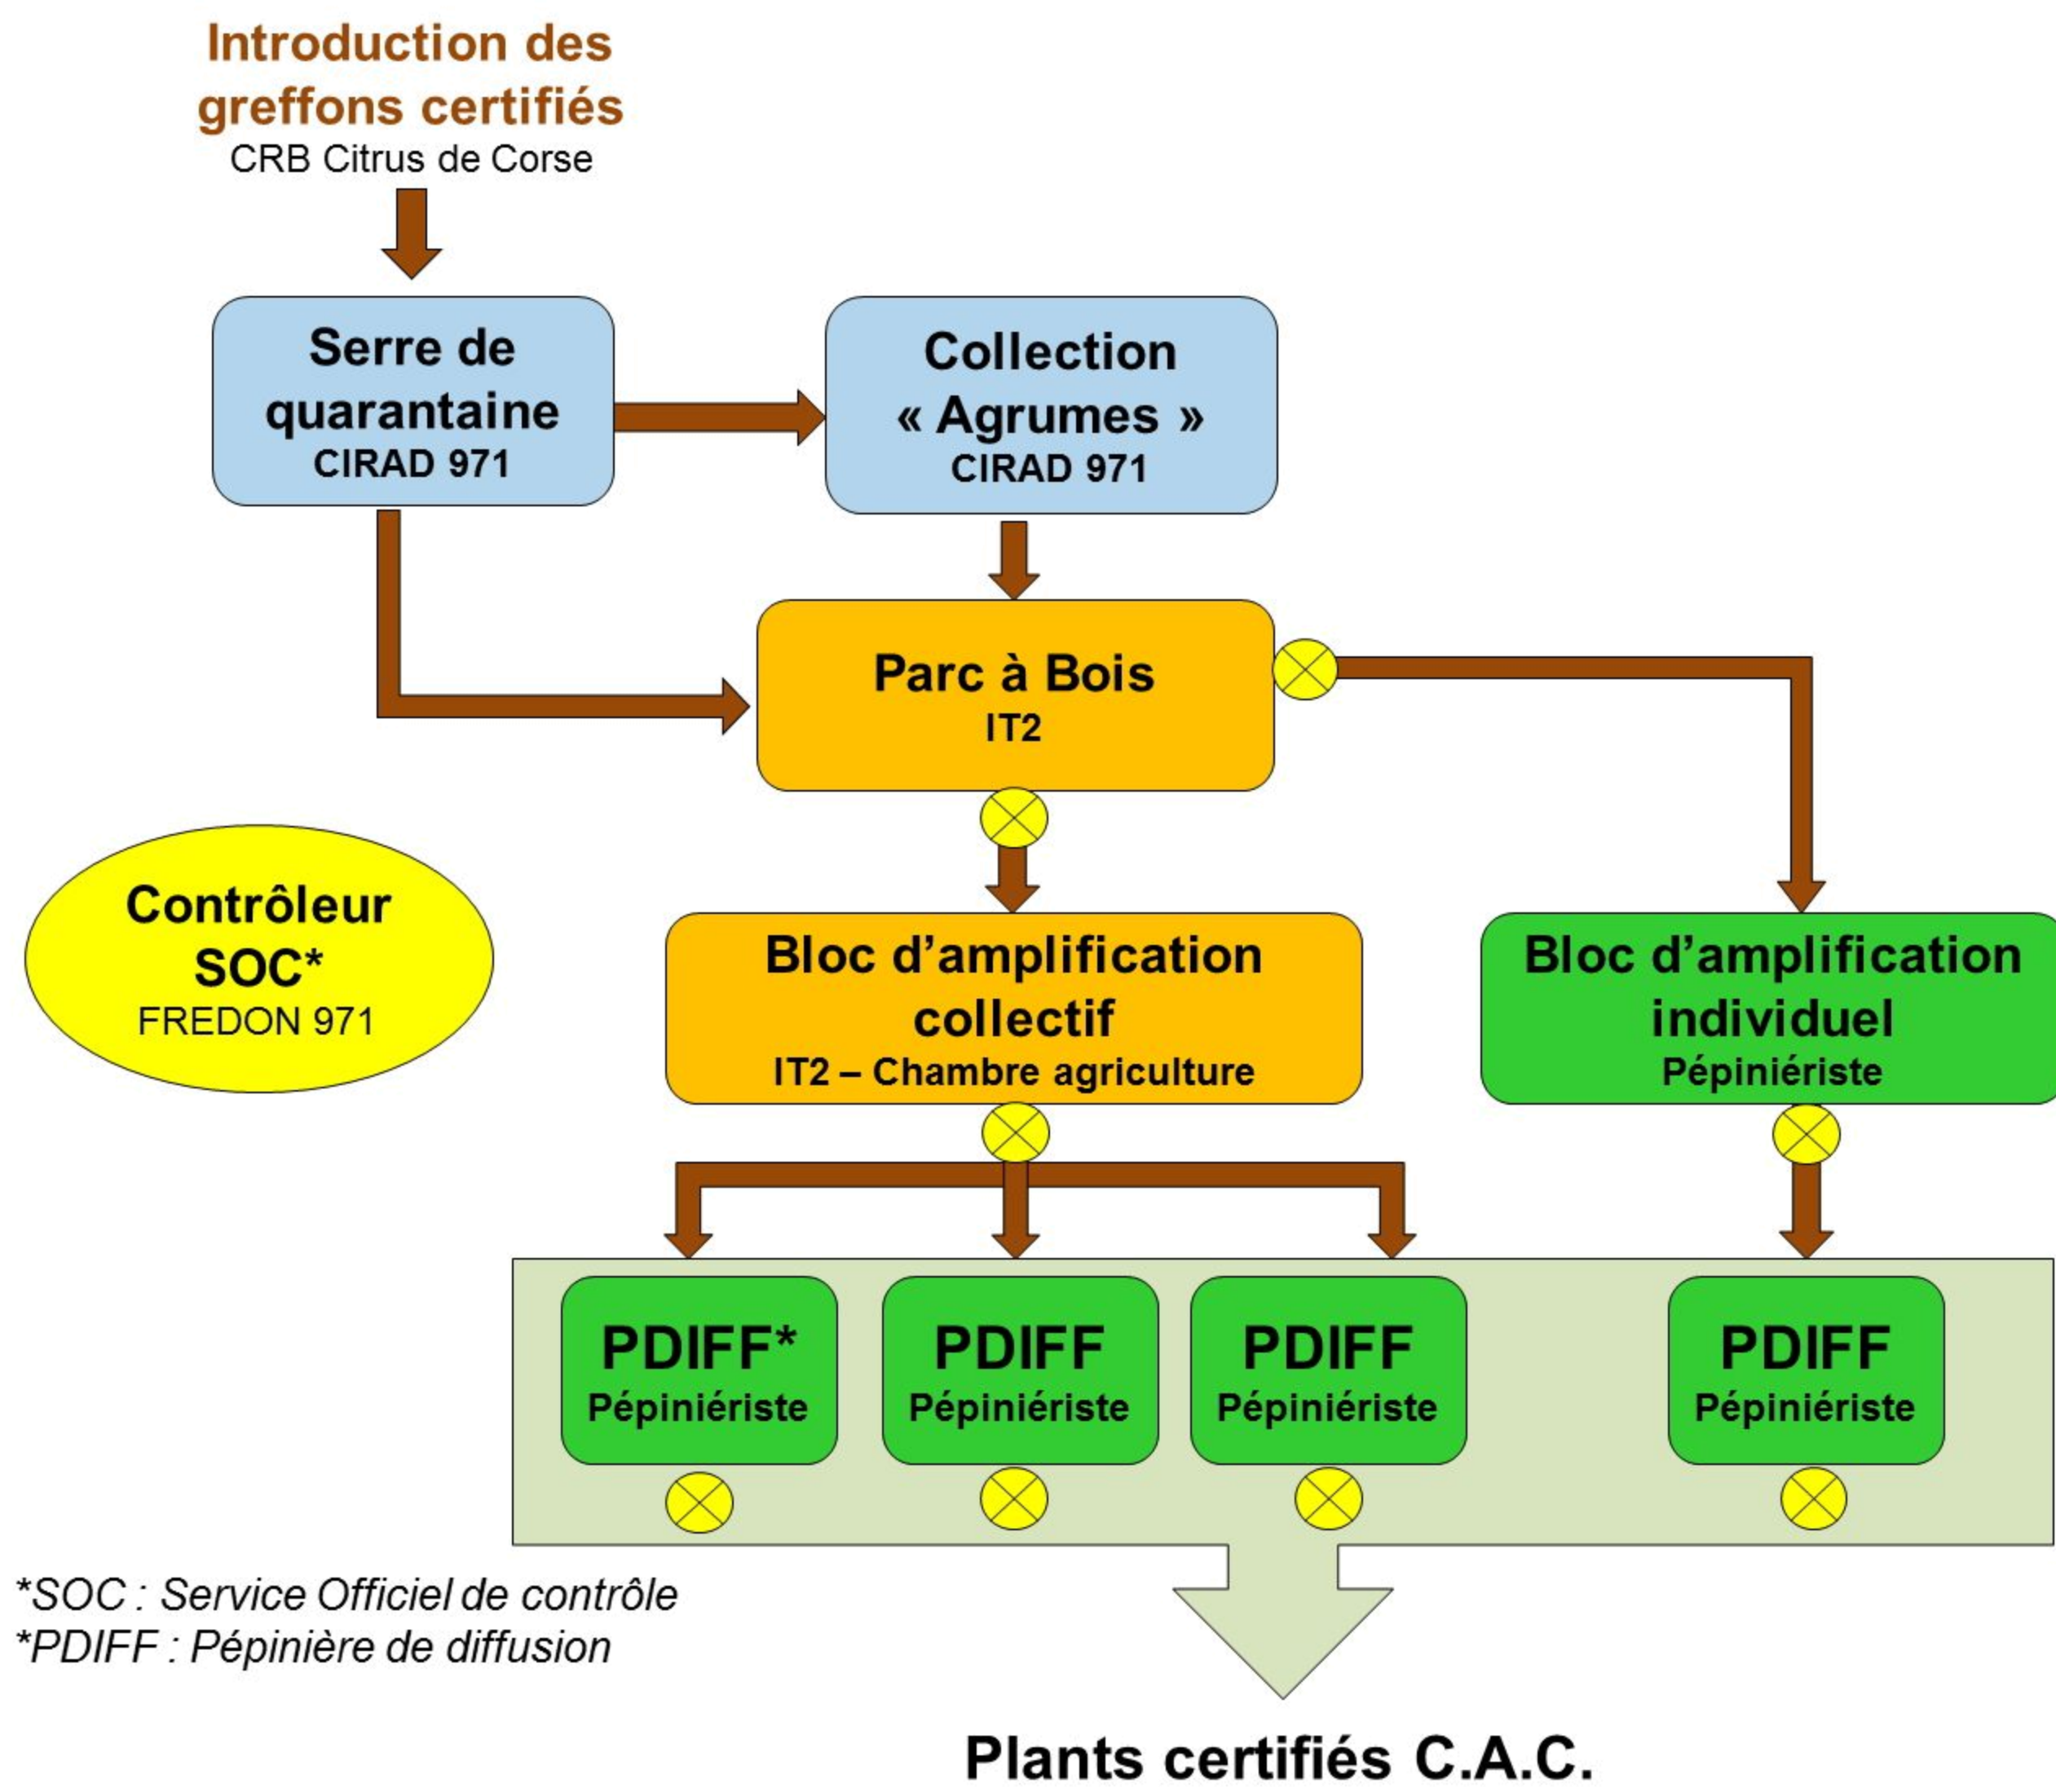 Introduction des
greffons certifiés
CRB Citrus de Corse
Serre de
quarantaine
CIRAD 971
Collection
« Agrumes »
CIRAD 971
Parc à Bois
IT2
Contrôleur
SOC*
FREDON 971
Bloc d’amplification
collectif
IT2 – Chambre agriculture
Bloc d’amplification
individuel
Pépiniériste
PDIFF*
Pépiniériste
PDIFF
Pépiniériste
PDIFF
Pépiniériste
PDIFF
Pépiniériste
*SOC : Service Officiel de contrôle
*PDIFF : Pépinière de diffusion
Plants certifiés C.A.C.